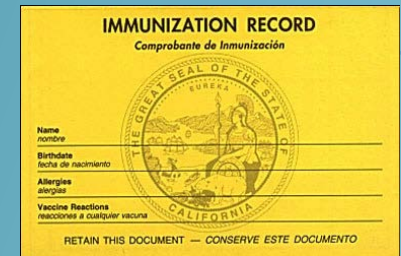 IMMUNIZATION RECORD
Comprobante de Inmunización
THE GREAT SEAL OF THE STATE OF CALIFORNIA
EUREKA
Name
nombre
Birthdate
fecha de nacimiento
Allergies
alergias
Vaccine Reactions
reacciones a cualquier vacuna
RETAIN THIS DOCUMENT — CONSERVE ESTE DOCUMENTO